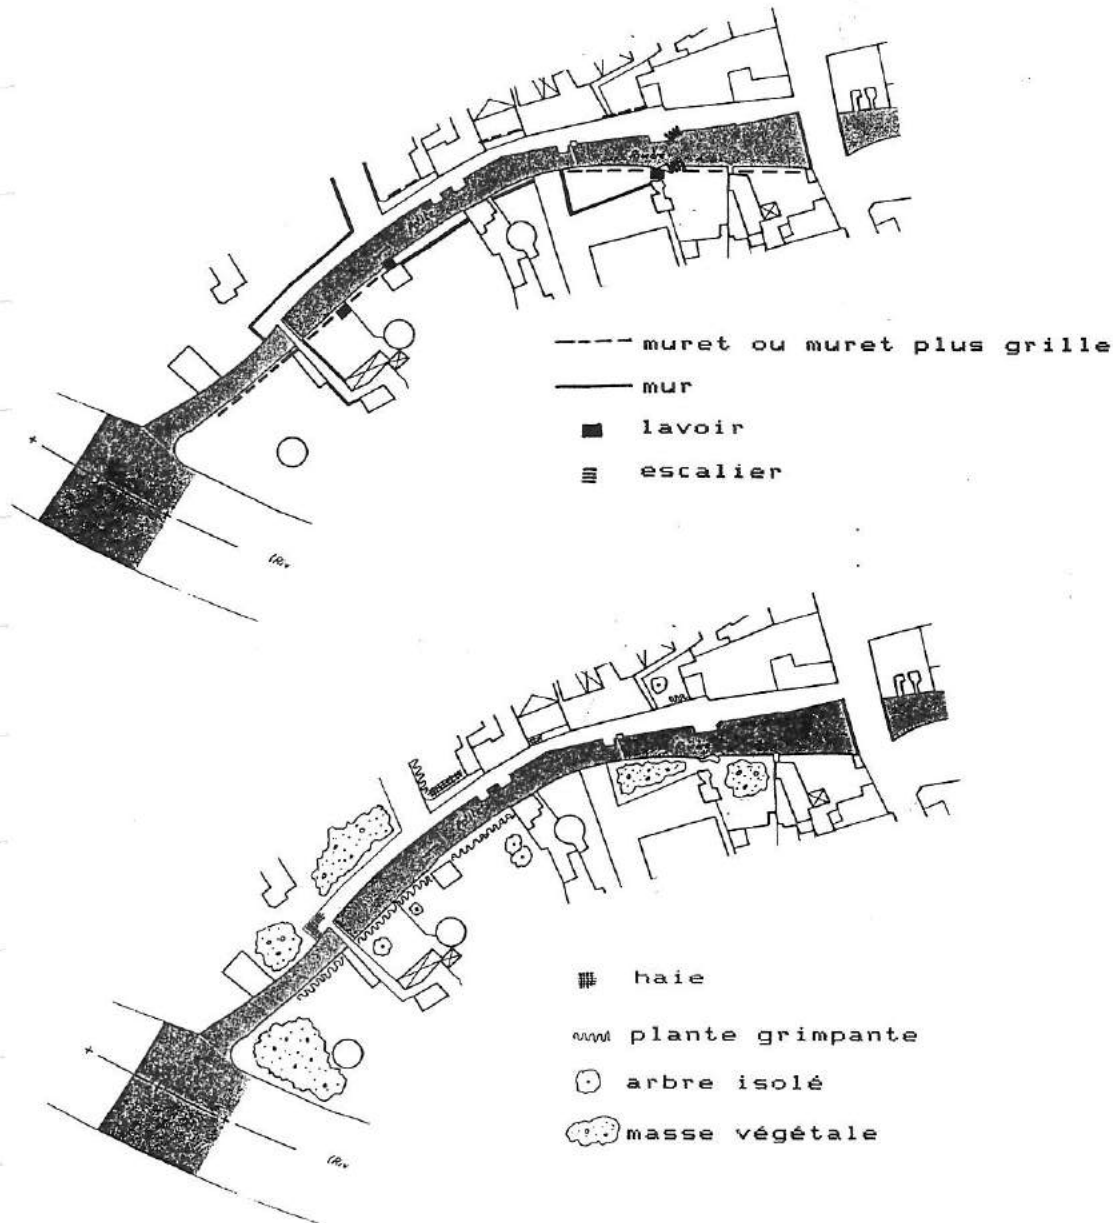 muret ou muret plus grille
mur
lavoir
escalier
haie
plante grimpante
arbre isolé
masse végétale